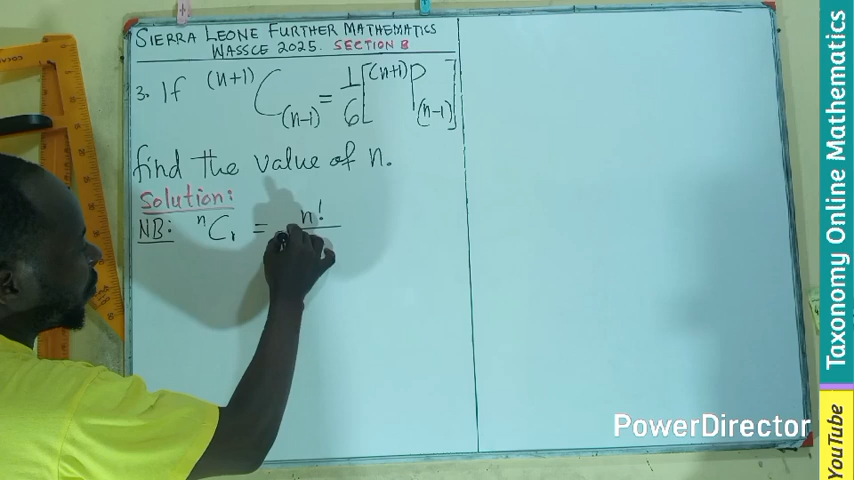 SIERRA LEONE FURTHER MATHEMATICS
WASSCE 2025. SECTION B
3. If (n+1)C(n-1) = 1/6[(n+1)P(n-1)]
find the value of n.
Solution:
NB: nCr = n!
PowerDirector
Taxonomy Online Mathematics
YouTube